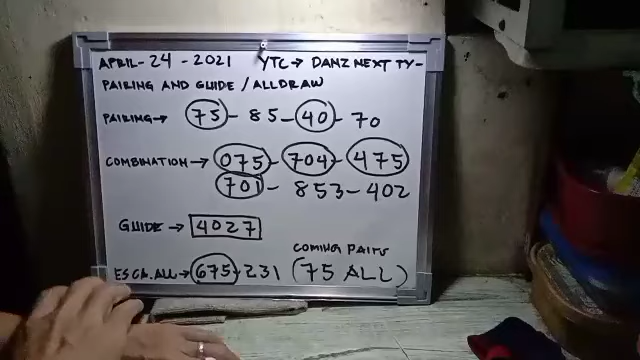 APRIL-24-2021 YTC→ DANZ NEXT TV-
PAIRING AND GUIDE / ALLDRAW
PAIRING→ 75-85-40-70
COMBINATION→ 075-704-475
701-853-402
GUIDE→ 4027
COMING PAIRS
ESCA.ALL→ 675-231 (75 ALL)